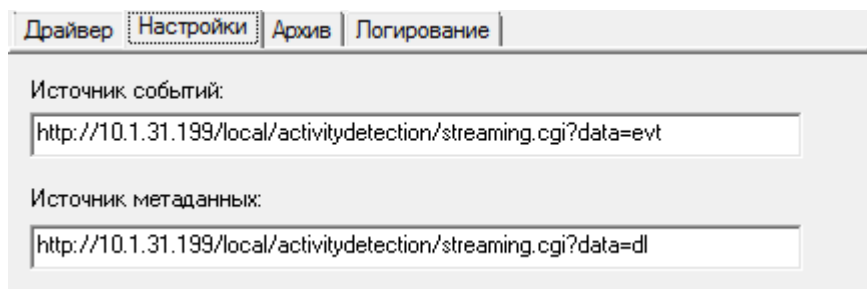 Драйвер Настройки Архив Логирование
Источник событий:
http://10.1.31.199/local/activitydetection/streaming.cgi?data=evt
Источник метаданных:
http://10.1.31.199/local/activitydetection/streaming.cgi?data=dl